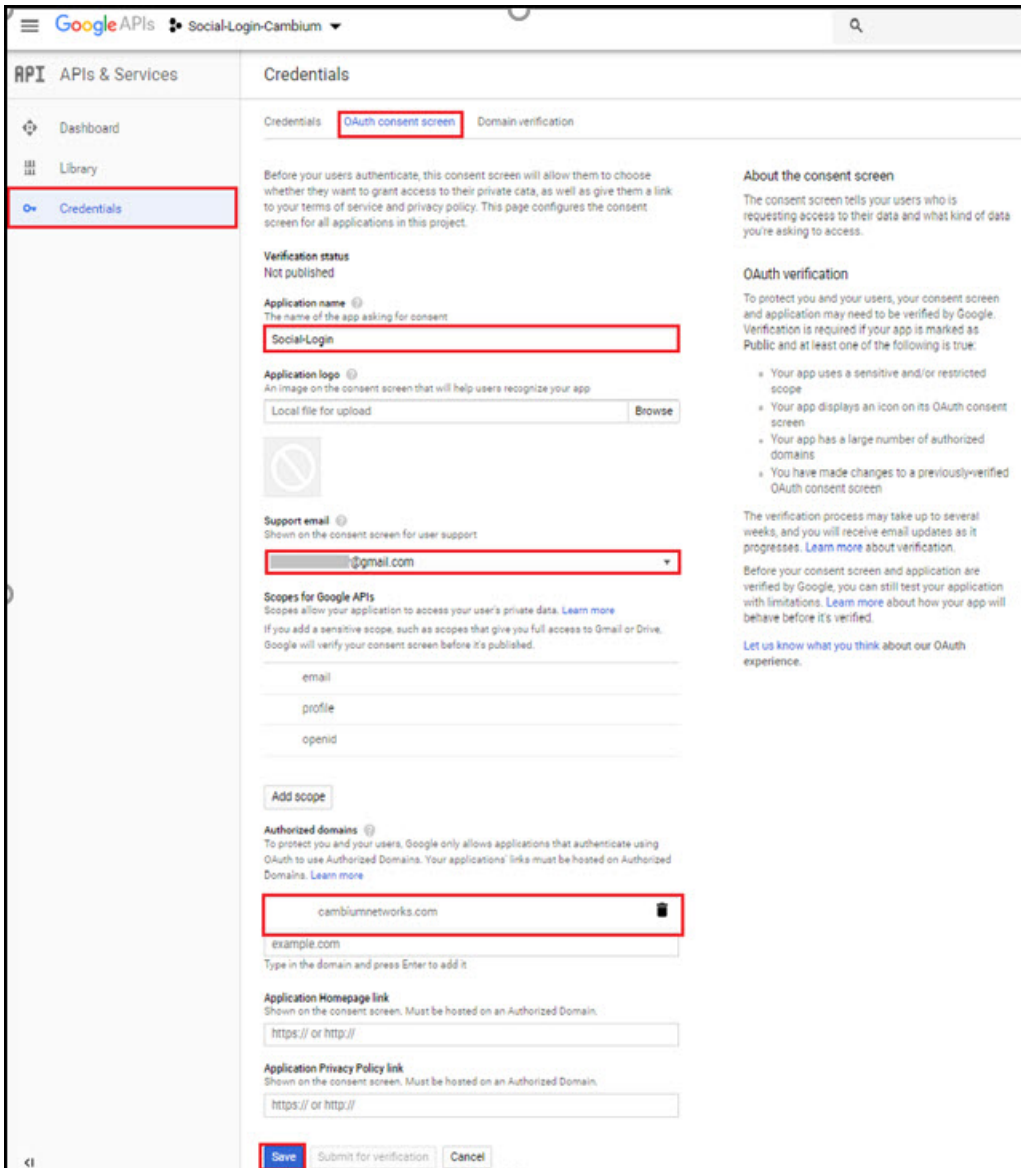 Google APIs Social-Login-Cambium
API APIs & Services
Credentials
Dashboard
Library
Credentials
Credentials OAuth consent screen Domain verification
Before your users authenticate, this consent screen will allow them to choose
whether they want to grant access to their private cata, as well as give them a link
to your terms of service and privacy policy. This page configures the consent
screen for all applications in this project.
Verification status
Not published
Application name
The name of the app asking for consent
Social-Login
Application logo
An image on the consent screen that will help users recognize your app
Local file for upload Browse
Support email
Shown on the consent screen for user support
@gmail.com
Scopes for Google APIs
Scopes allow your application to access your user's private data. Learn more
If you add a sensitive scope, such as scopes that give you full access to Gmail or Drive,
Google will verify your consent screen before it's published.
email
profile
openid
Add scope
Authorized domains
To protect you and your users, Google only allows applications that authenticate using
OAuth to use Authorized Domains. Your applications' links must be hosted on Authorized
Domains. Learn more
cambiumnetworks.com
example.com
Type in the domain and press Enter to add it
Application Homepage link
Shown on the consent screen. Must be hosted on an Authorized Domain.
https:// or http://
Application Privacy Policy link
Shown on the consent screen. Must be hosted on an Authorized Domain.
https:// or http://
Save Submit for verification Cancel
About the consent screen
The consent screen tells your users who is
requesting access to their data and what kind of data
you're asking to access.
OAuth verification
To protect you and your users, your consent screen
and application may need to be verified by Google.
Verification is required if your app is marked as
Public and at least one of the following is true:
Your app uses a sensitive and/or restricted
scope
Your app displays an icon on its OAuth consent
screen
Your app has a large number of authorized
domains
You have made changes to a previously-verified
OAuth consent screen
The verification process may take up to several
weeks, and you will receive email updates as it
progresses. Learn more about verification.
Before your consent screen and application are
verified by Google, you can still test your application
with limitations. Learn more about how your app will
behave before it's verified.
Let us know what you think about our OAuth
experience.